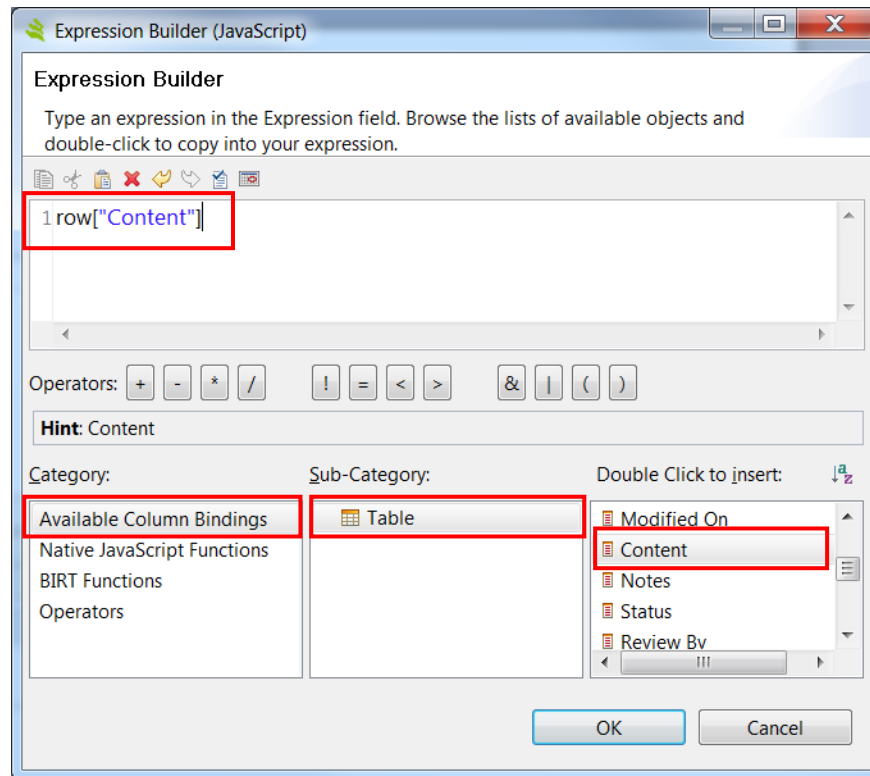 Expression Builder (JavaScript)
Expression Builder
Type an expression in the Expression field. Browse the lists of available objects and
double-click to copy into your expression.
1 row["Content"]
Operators: + - * / ! = < > & | ( )
Hint: Content
Category: Sub-Category: Double Click to insert:
Available Column Bindings Table Modified On
Native JavaScript Functions Content
BIRT Functions Notes
Operators Status
Review By
OK Cancel